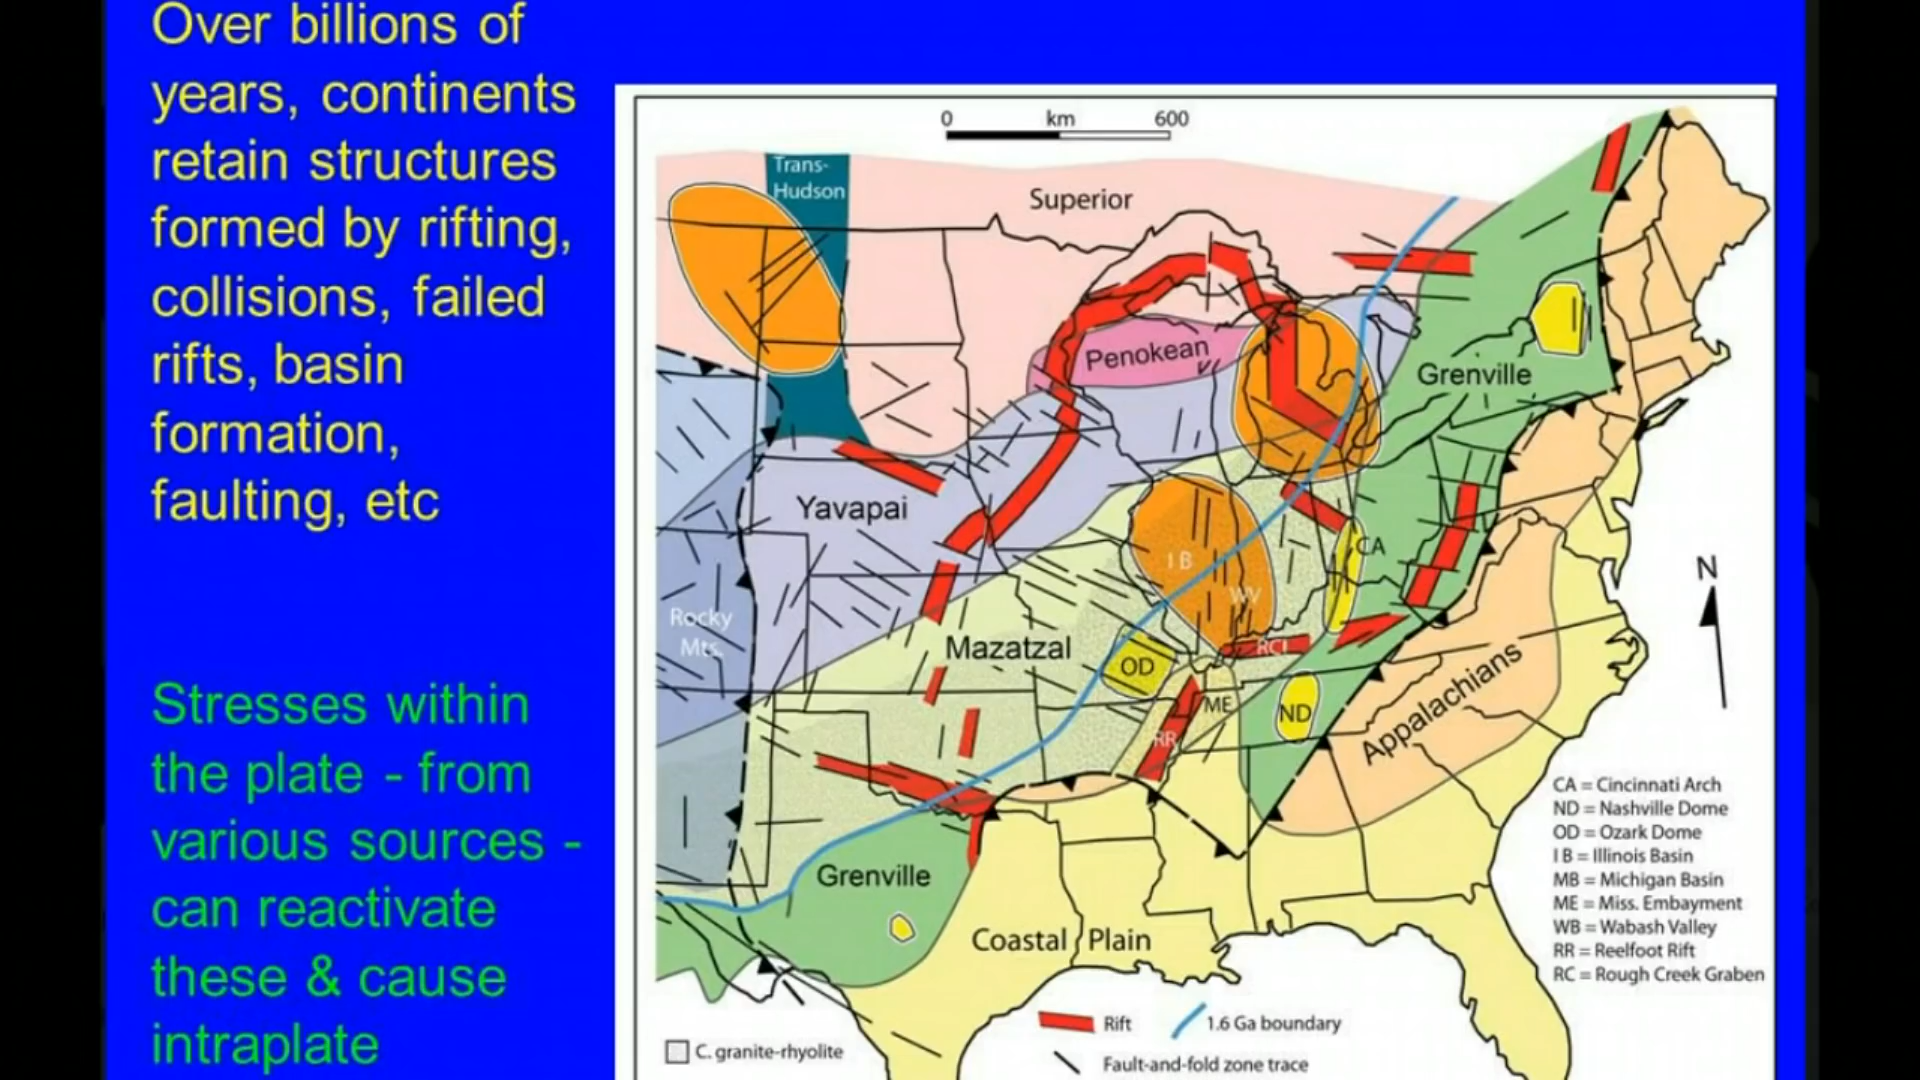 Over billions of
years, continents
retain structures
formed by rifting,
collisions, failed
rifts, basin
formation,
faulting, etc
Stresses within
the plate - from
various sources -
can reactivate
these & cause
intraplate
0 km 600
Trans-
Hudson
Superior
Penokean
Grenville
Yavapai
CA
I B
WV
Rocky
Mts.
Mazatzal
OD
RC
ME
ND
RR
Appalachians
Grenville
Coastal Plain
N
CA = Cincinnati Arch
ND = Nashville Dome
OD = Ozark Dome
I B = Illinois Basin
MB = Michigan Basin
ME = Miss. Embayment
WB = Wabash Valley
RR = Reelfoot Rift
RC = Rough Creek Graben
Rift
1.6 Ga boundary
C. granite-rhyolite
Fault-and-fold zone trace